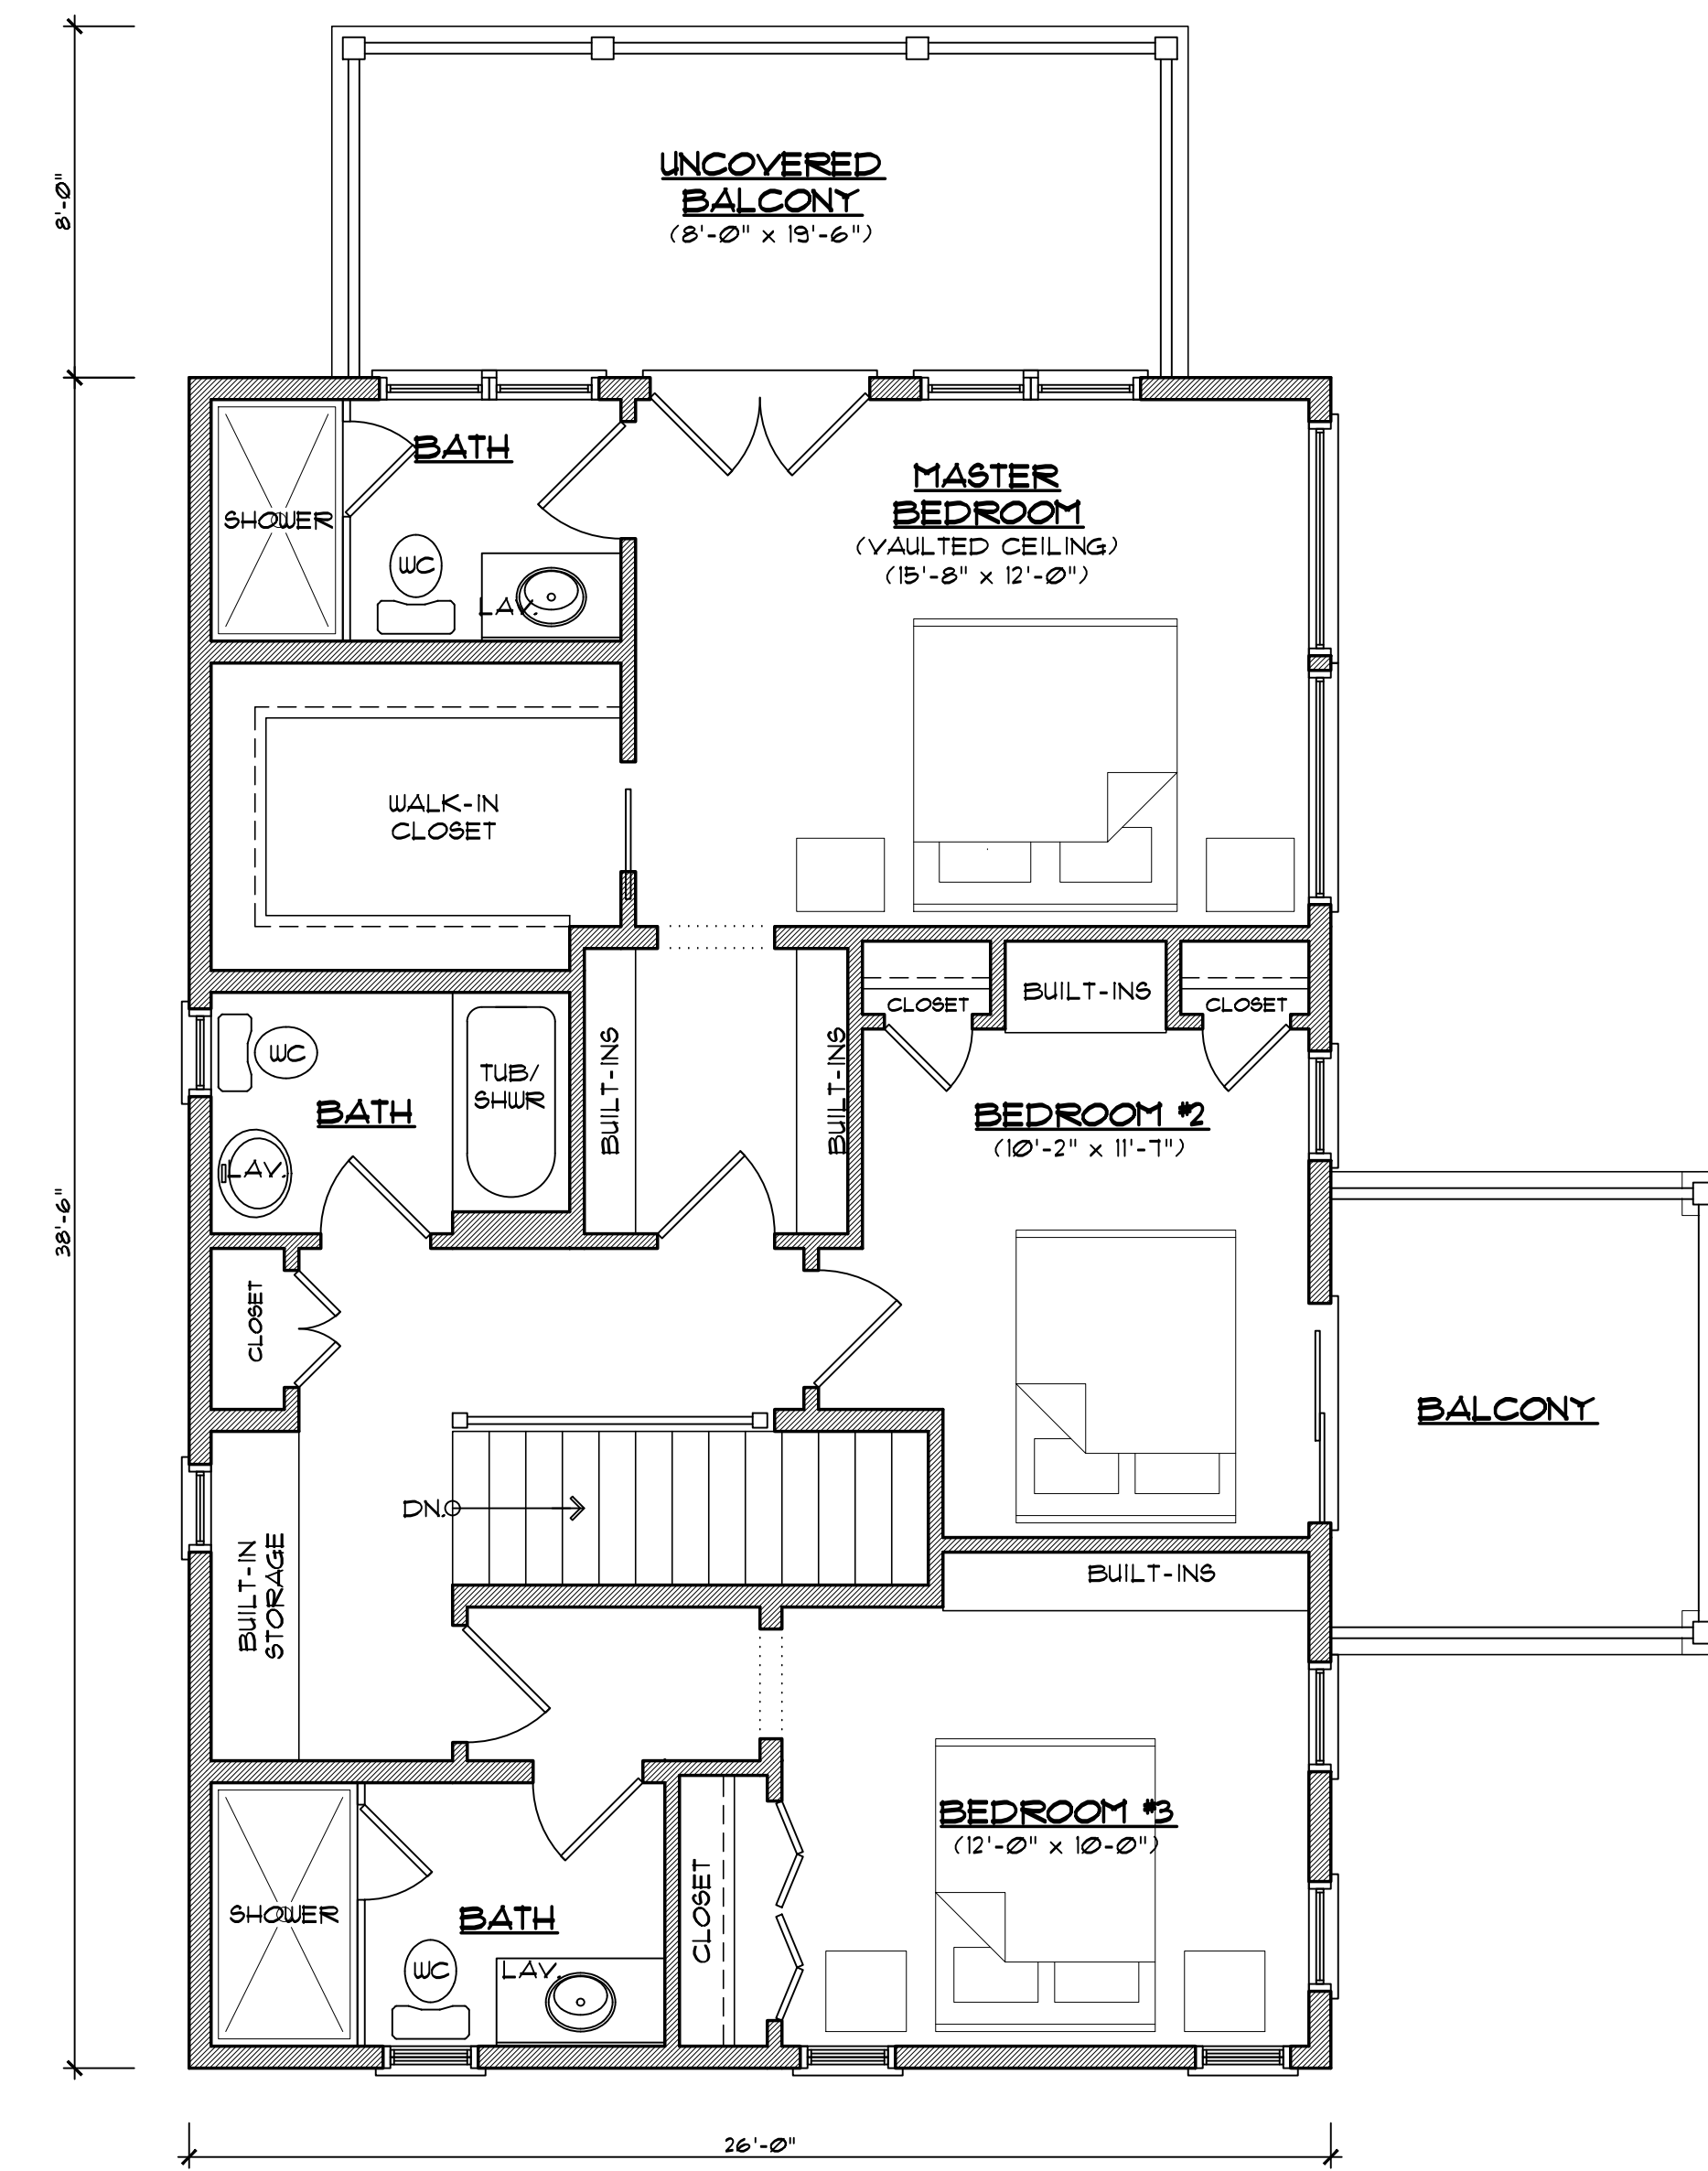 UNCOVERED
BALCONY
(8'-0" x 19'-6")
8'-0"
BATH
SHOWER
WC
LAV.
MASTER
BEDROOM
(VAULTED CEILING)
(15'-8" x 12'-0")
WALK-IN
CLOSET
CLOSET
BUILT-INS
CLOSET
WC
TUB/
SHWR
BATH
LAV.
BUILT-INS
BUILT-INS
BEDROOM #2
(10'-2" x 11'-7")
38'-6"
CLOSET
BALCONY
DN.
BUILT-IN
STORAGE
BUILT-INS
BEDROOM #3
(12'-0" x 10'-0")
SHOWER
BATH
WC
LAV.
CLOSET
26'-0"